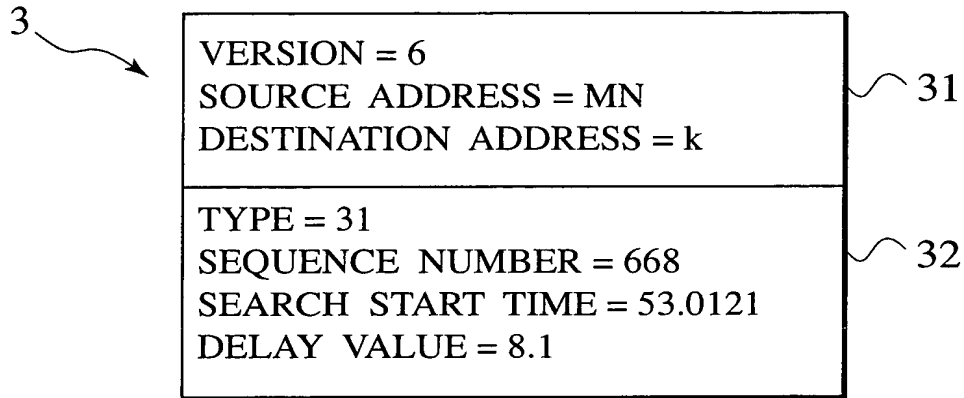 3
VERSION = 6
SOURCE ADDRESS = MN
DESTINATION ADDRESS = k
31
TYPE = 31
SEQUENCE NUMBER = 668
SEARCH START TIME = 53.0121
DELAY VALUE = 8.1
32